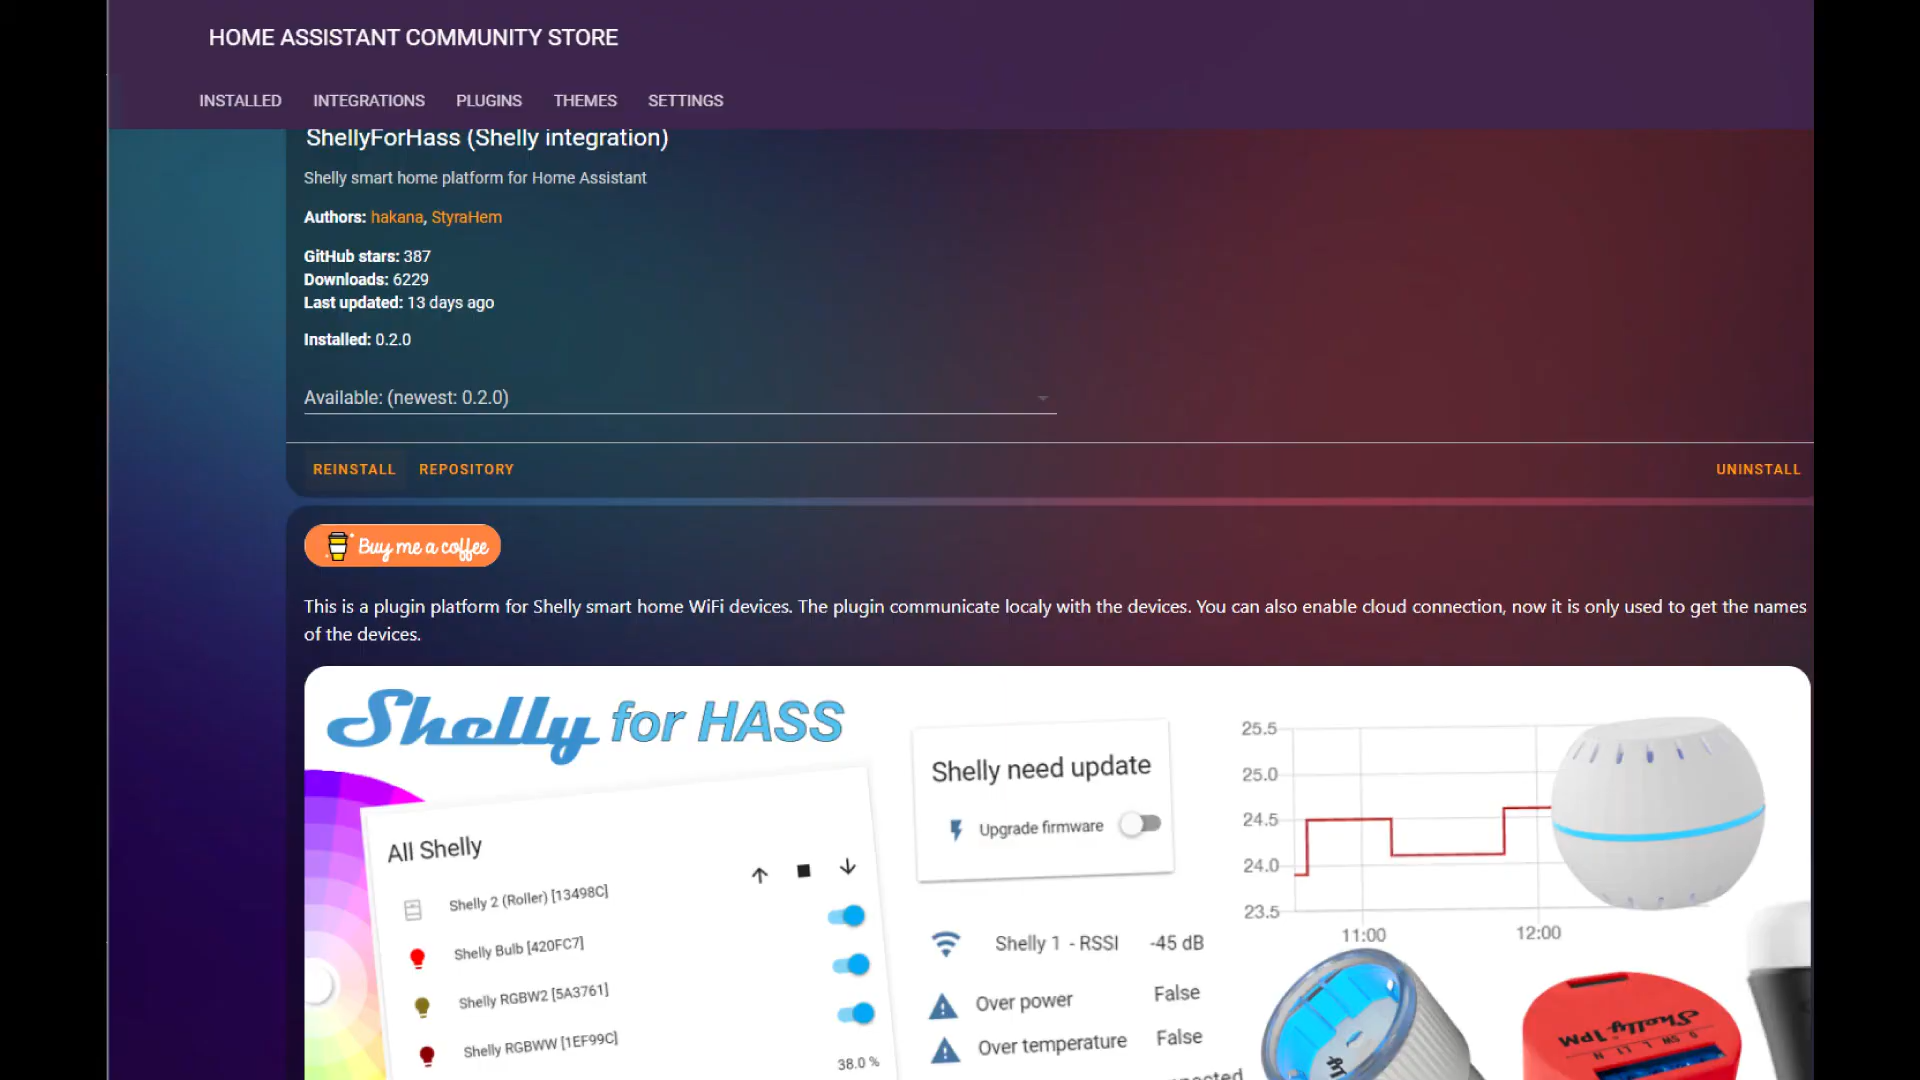 HOME ASSISTANT COMMUNITY STORE
INSTALLED INTEGRATIONS PLUGINS THEMES SETTINGS
ShellyForHass (Shelly integration)
Shelly smart home platform for Home Assistant
Authors: hakana, StyraHem
GitHub stars: 387
Downloads: 6229
Last updated: 13 days ago
Installed: 0.2.0
Available: (newest: 0.2.0)
REINSTALL REPOSITORY UNINSTALL
Buy me a coffee
This is a plugin platform for Shelly smart home WiFi devices. The plugin communicate localy with the devices. You can also enable cloud connection, now it is only used to get the names
of the devices.
Shelly for HASS
All Shelly
Shelly 2 (Roller) [13498C]
Shelly Bulb [420FC7]
Shelly RGBW2 [5A3761]
Shelly RGBWW [1EF99C]
38.0 %
Shelly need update
Upgrade firmware
Shelly 1 - RSSI -45 dB
Over power False
Over temperature False
25.5
25.0
24.5
24.0
23.5
11:00 12:00
Shelly 1PM